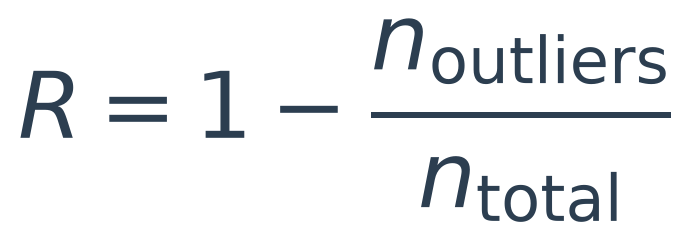 R = 1 − n_outliers / n_total